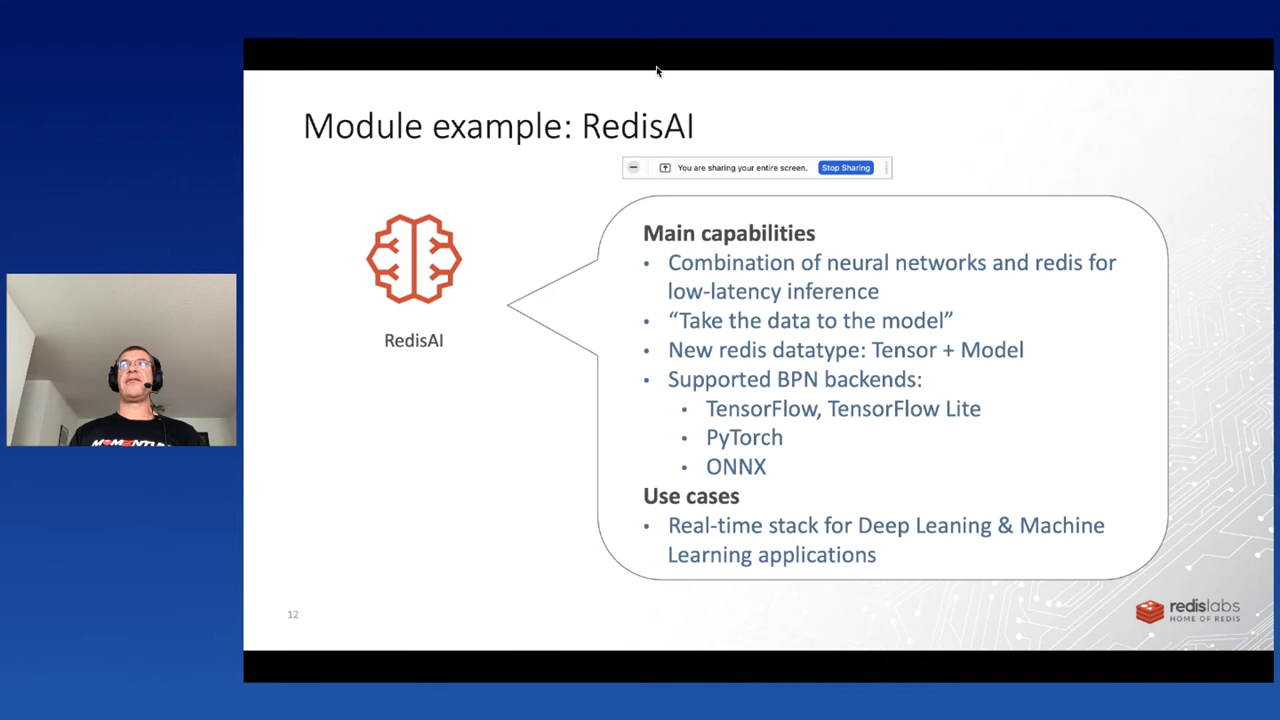 Module example: RedisAI
You are sharing your entire screen. Stop Sharing
RedisAI
Main capabilities
• Combination of neural networks and redis for
low-latency inference
• “Take the data to the model”
• New redis datatype: Tensor + Model
• Supported BPN backends:
• TensorFlow, TensorFlow Lite
• PyTorch
• ONNX
Use cases
• Real-time stack for Deep Leaning & Machine
Learning applications
12
redislabs
HOME OF REDIS